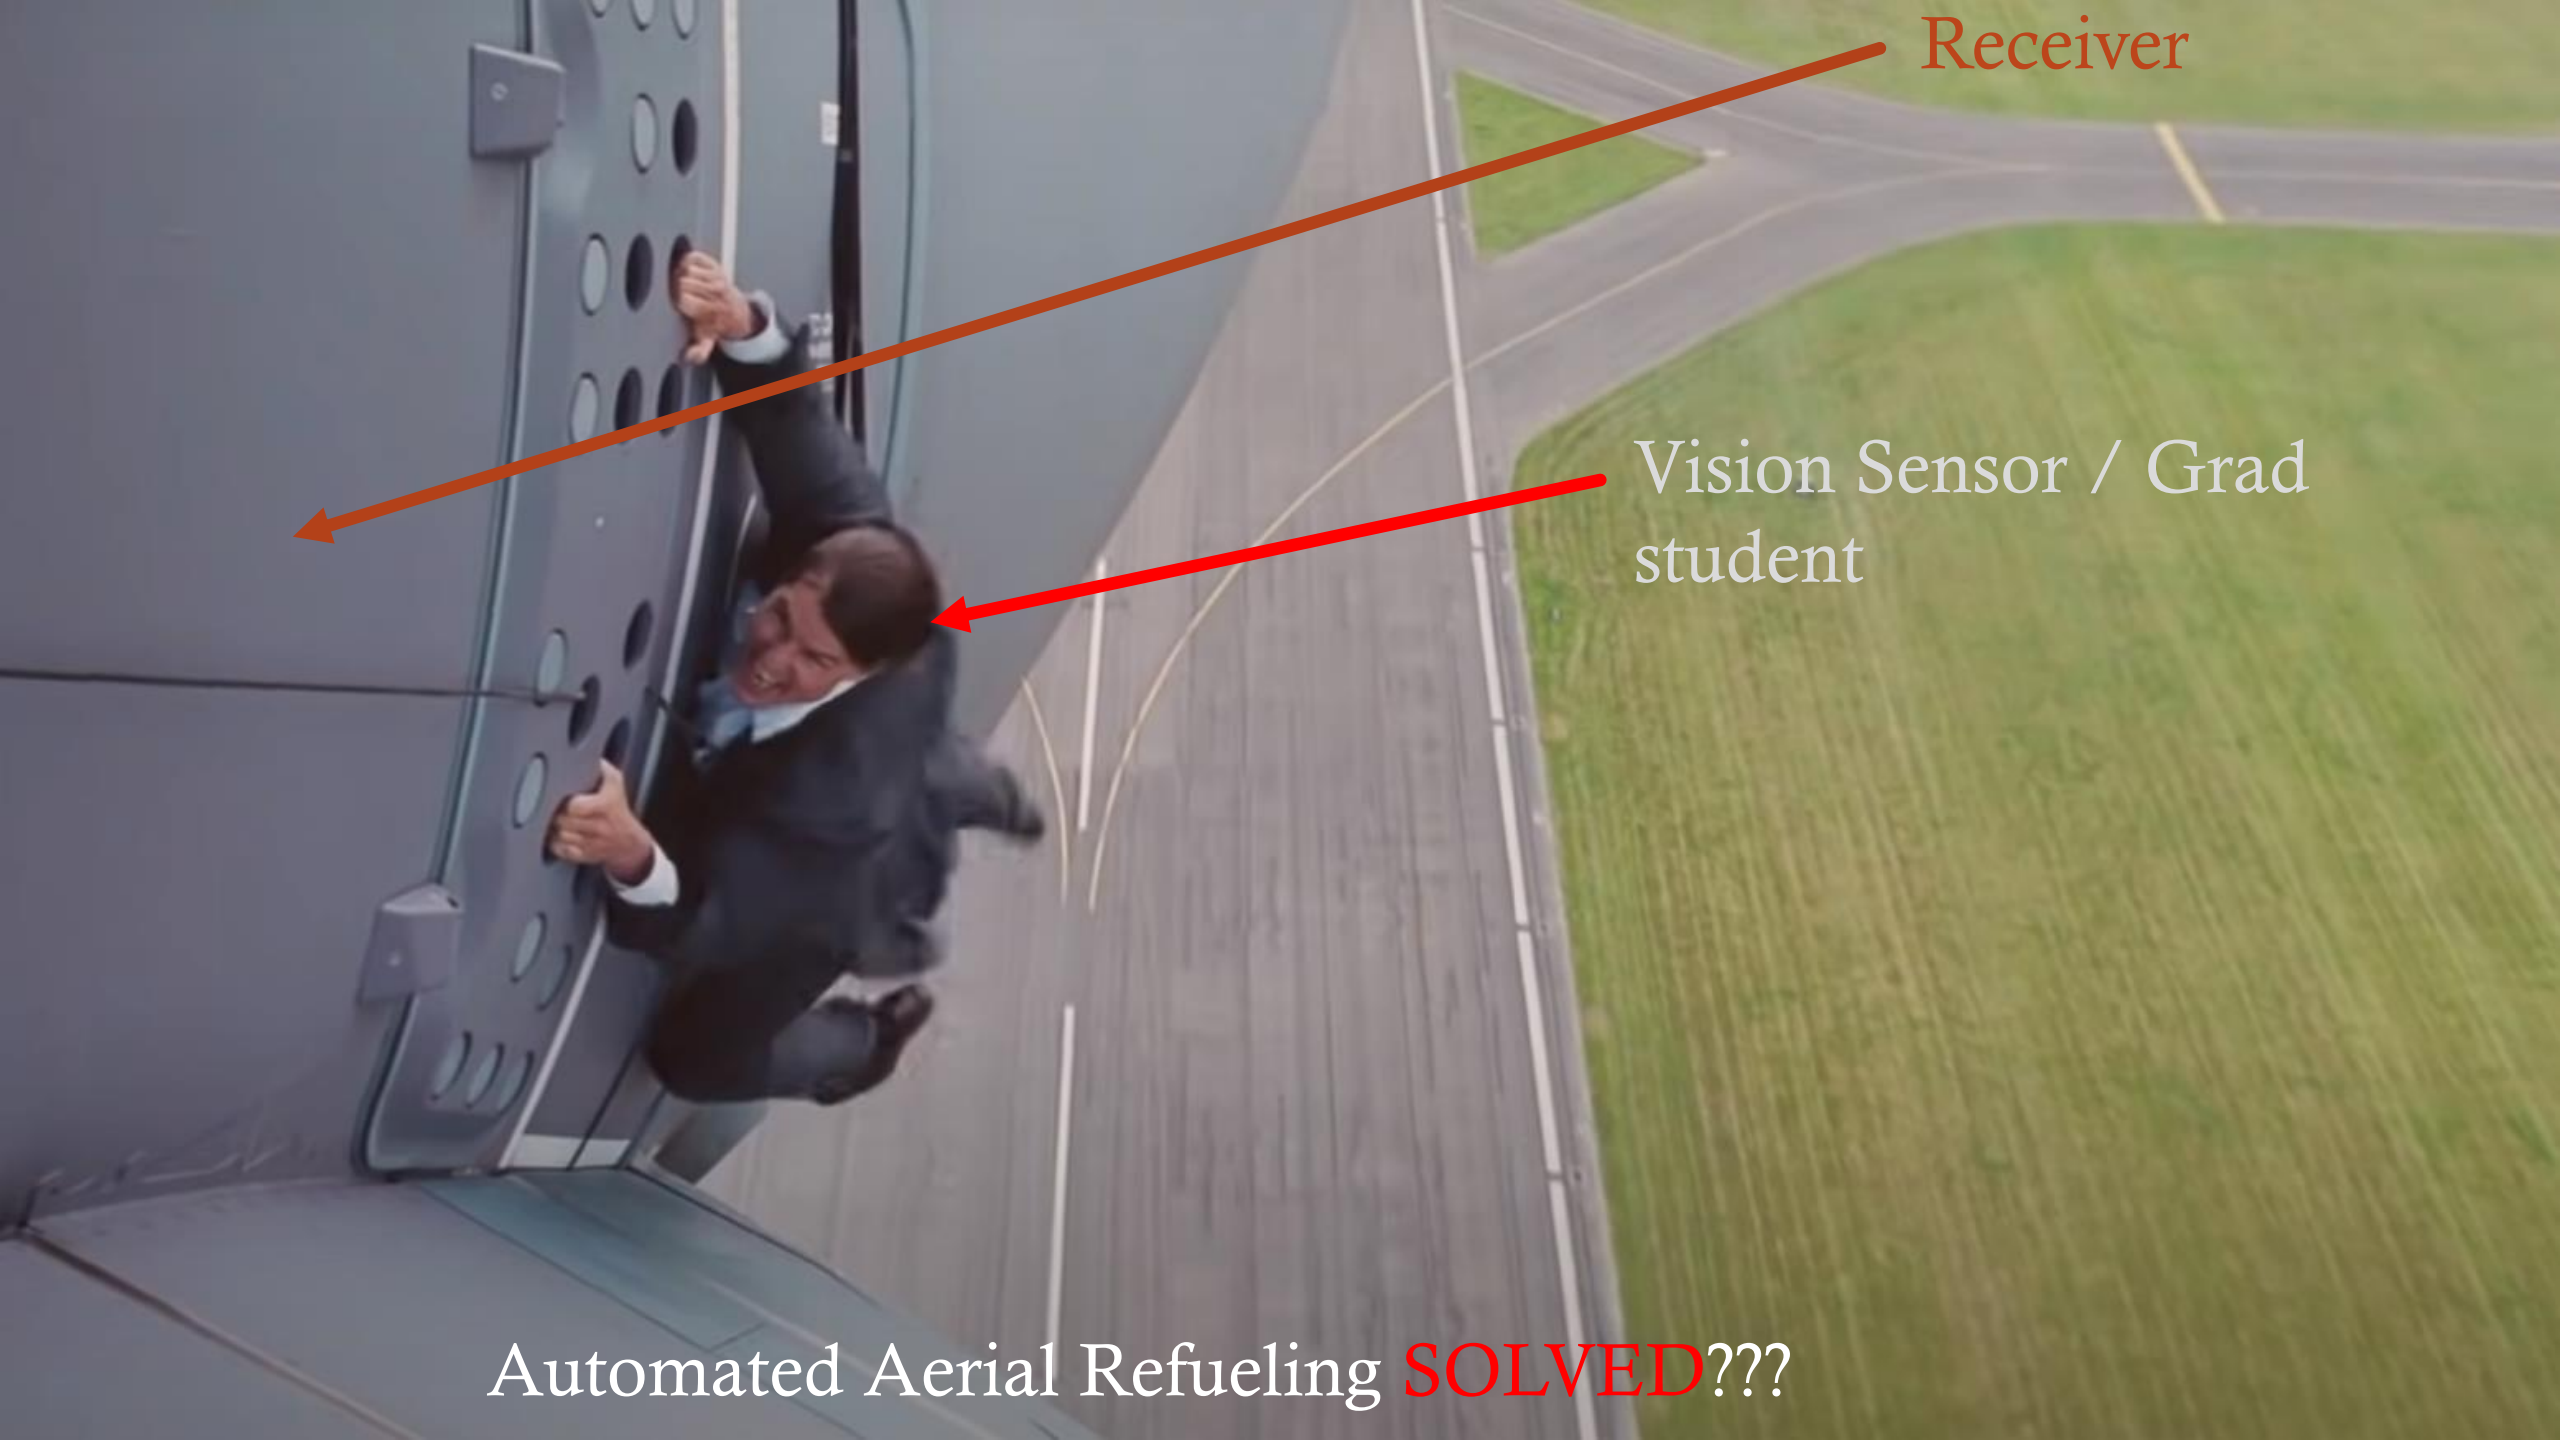 Receiver
Vision Sensor / Grad
student
Automated Aerial Refueling SOLVED???